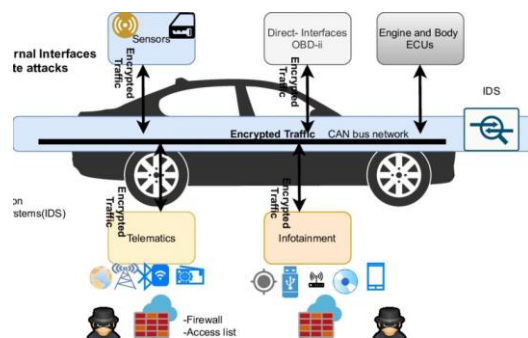 Sensors
Direct- Interfaces
OBD-ii
Engine and Body
ECUs
rnal Interfaces
te attacks
Encrypted
Traffic
Encrypted
Traffic
IDS
Encrypted Traffic
CAN bus network
on
stems(IDS)
Encrypted
Traffic
Encrypted
Traffic
Telematics
Infotainment
-Firewall
-Access list